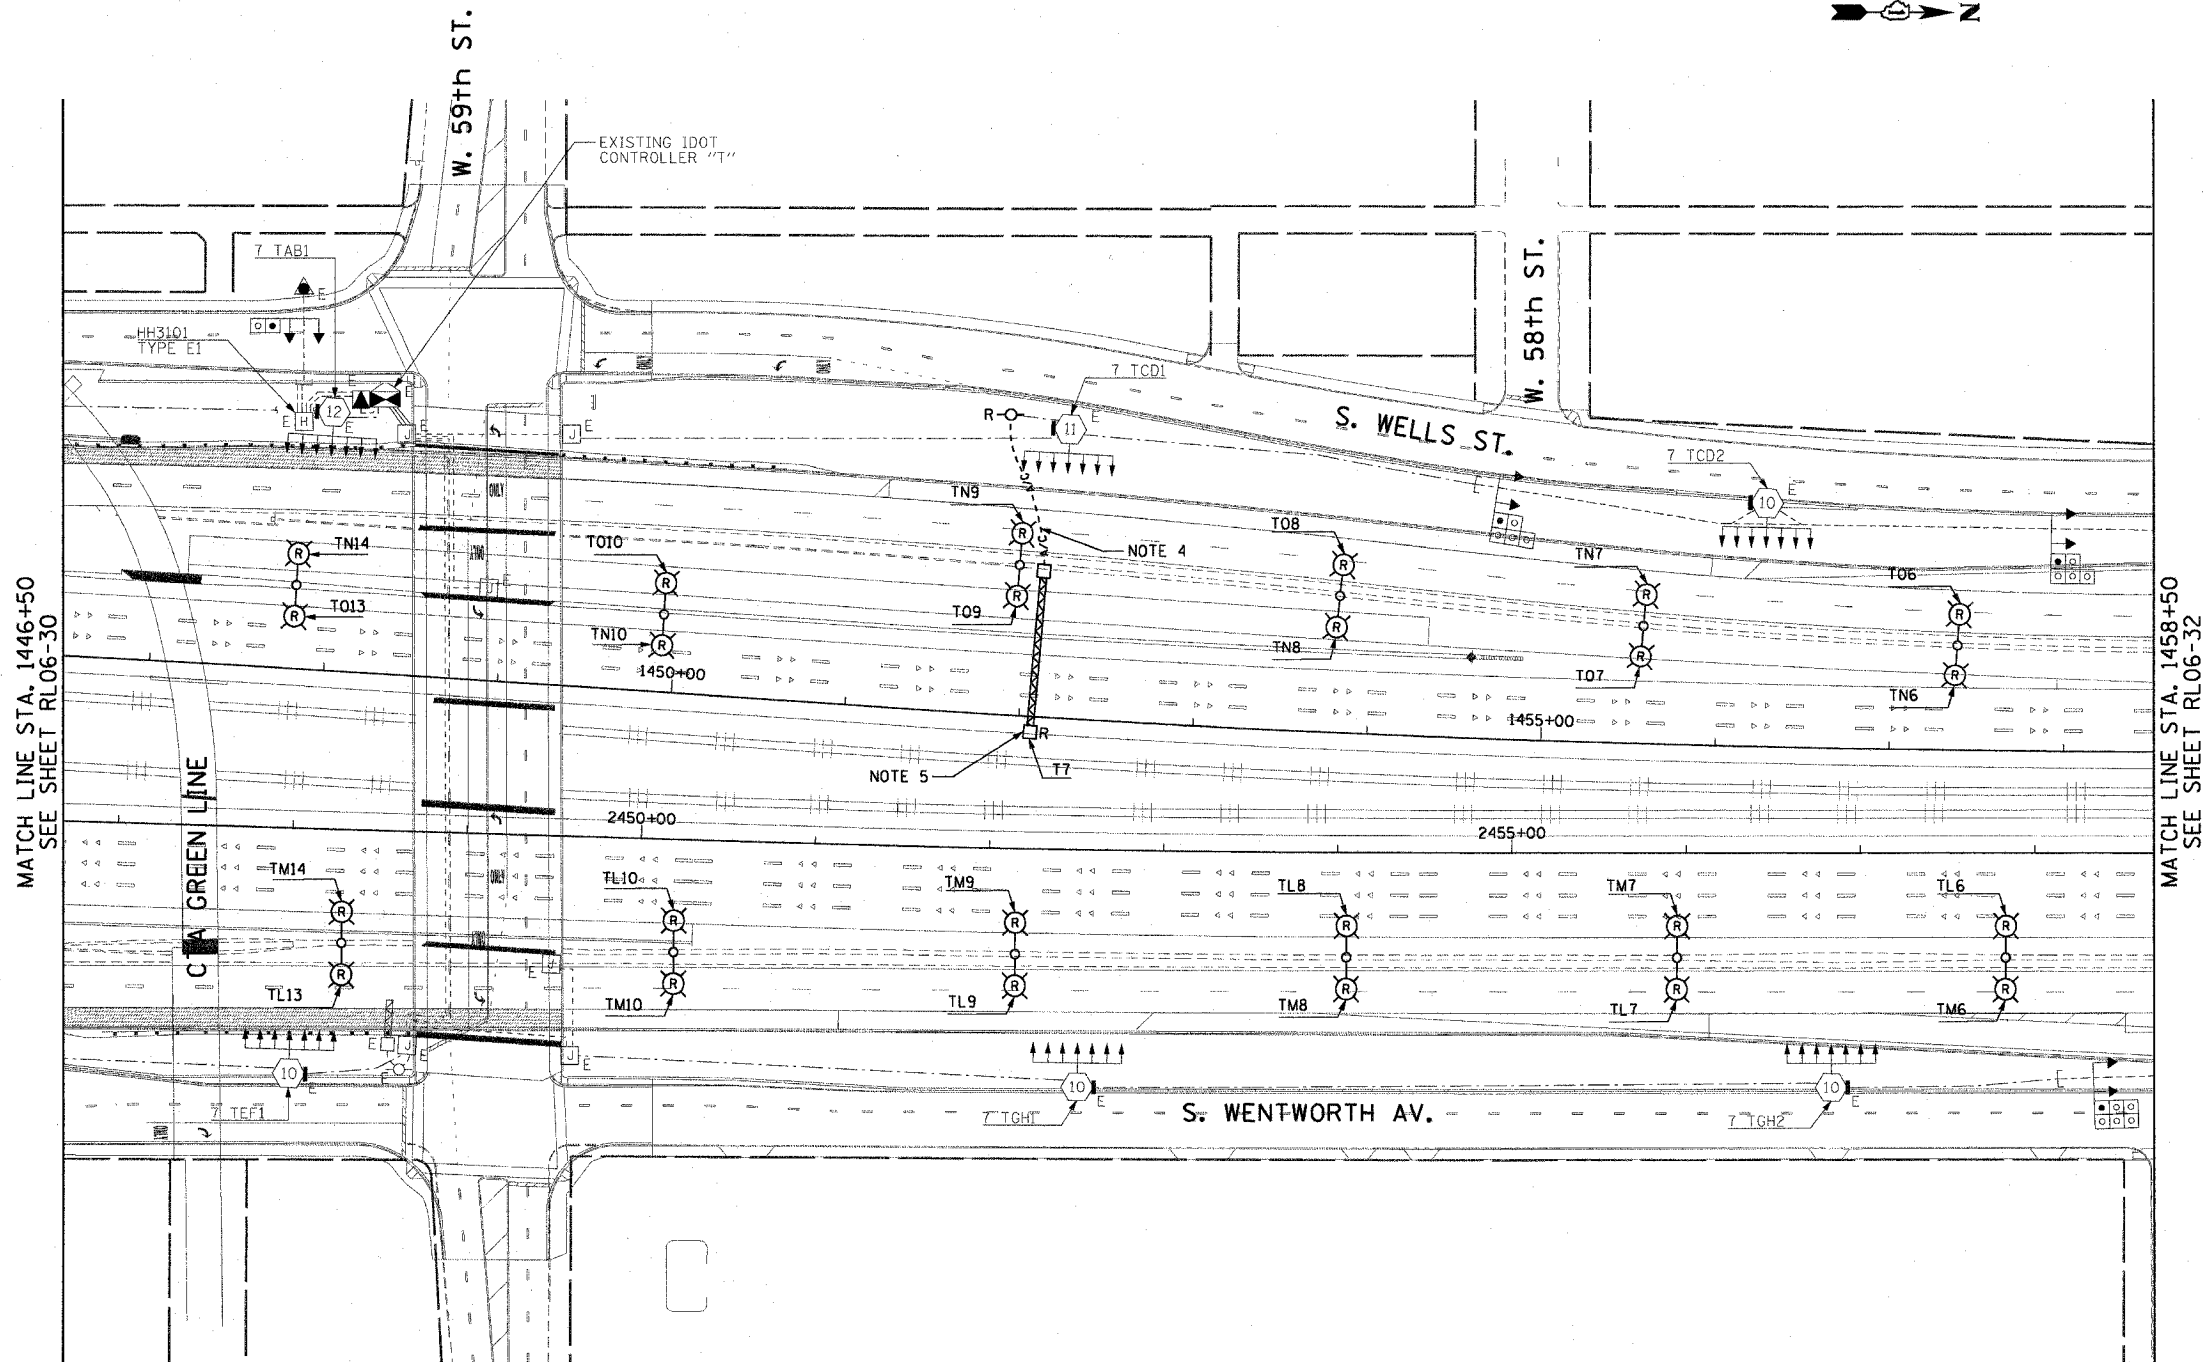 N
W. 59th ST.
EXISTING IDOT
CONTROLLER "T"
7 TAB1
E
HH3101
TYPE E1
E
E
E
H
12
E
E
J
J
E
7 TCD1
R
11
E
W. 58th ST.
S. WELLS ST.
7 TCD2
10
E
E
TN9
R
NOTE 4
TO8
R
TN7
R
TO6
R
TN14
R
TO13
R
TO10
R
TN10
R
TO9
R
TN8
R
TO7
R
TN6
R
ONLY
ONLY
1450+00
1455+00
R
NOTE 5
T7
MATCH LINE STA. 1446+50
SEE SHEET RL06-30
MATCH LINE STA. 1458+50
SEE SHEET RL06-32
CTA GREEN LINE
2450+00
2455+00
TM14
R
TL13
R
TL10
R
TM10
R
TM9
R
TL9
R
TL8
R
TM8
R
TM7
R
TL7
R
TL6
R
TM6
R
ONLY
E
J
E
J
E
J
E
10
E
E
7 TEF1
10
E
7 TGH1
S. WENTWORTH AV.
10
E
7 TGH2
E